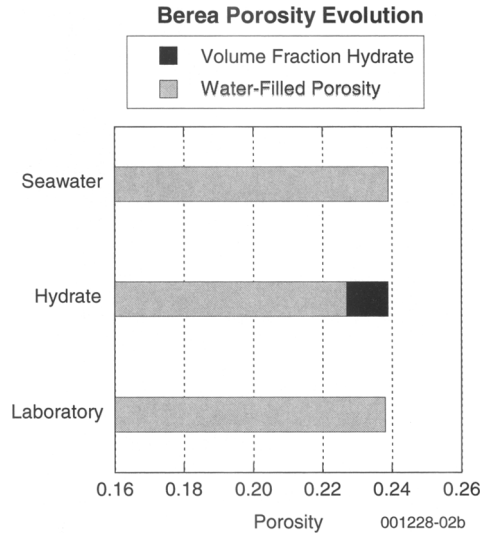 Berea Porosity Evolution
Volume Fraction Hydrate
Water-Filled Porosity
Seawater
Hydrate
Laboratory
0.16 0.18 0.20 0.22 0.24 0.26
Porosity 001228-02b